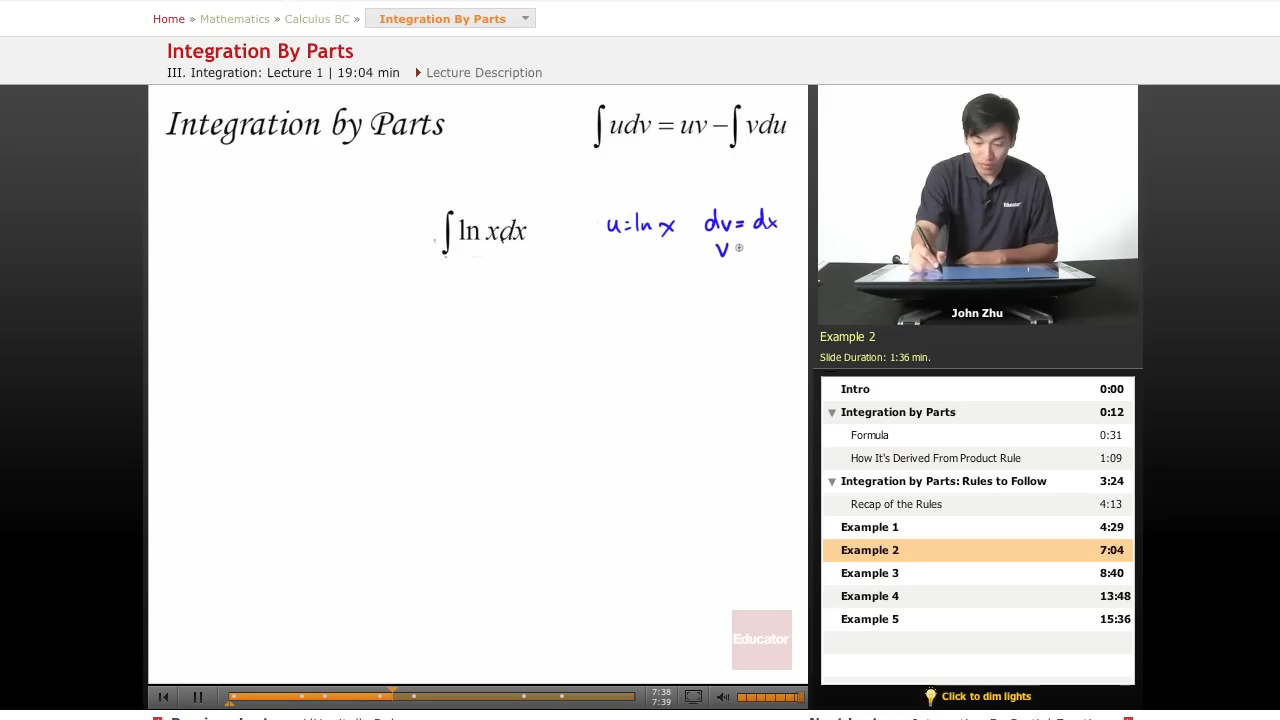 Home » Mathematics » Calculus BC » Integration By Parts
Integration By Parts
III. Integration: Lecture 1 | 19:04 min Lecture Description
Integration by Parts
∫udv = uv − ∫vdu
∫ln xdx
u=ln x dv= dx
v
Educator
Educator
John Zhu
Example 2
Slide Duration: 1:36 min.
Intro 0:00
Integration by Parts 0:12
Formula 0:31
How It's Derived From Product Rule 1:09
Integration by Parts: Rules to Follow 3:24
Recap of the Rules 4:13
Example 1 4:29
Example 2 7:04
Example 3 8:40
Example 4 13:48
Example 5 15:36
7:38
7:39
Click to dim lights